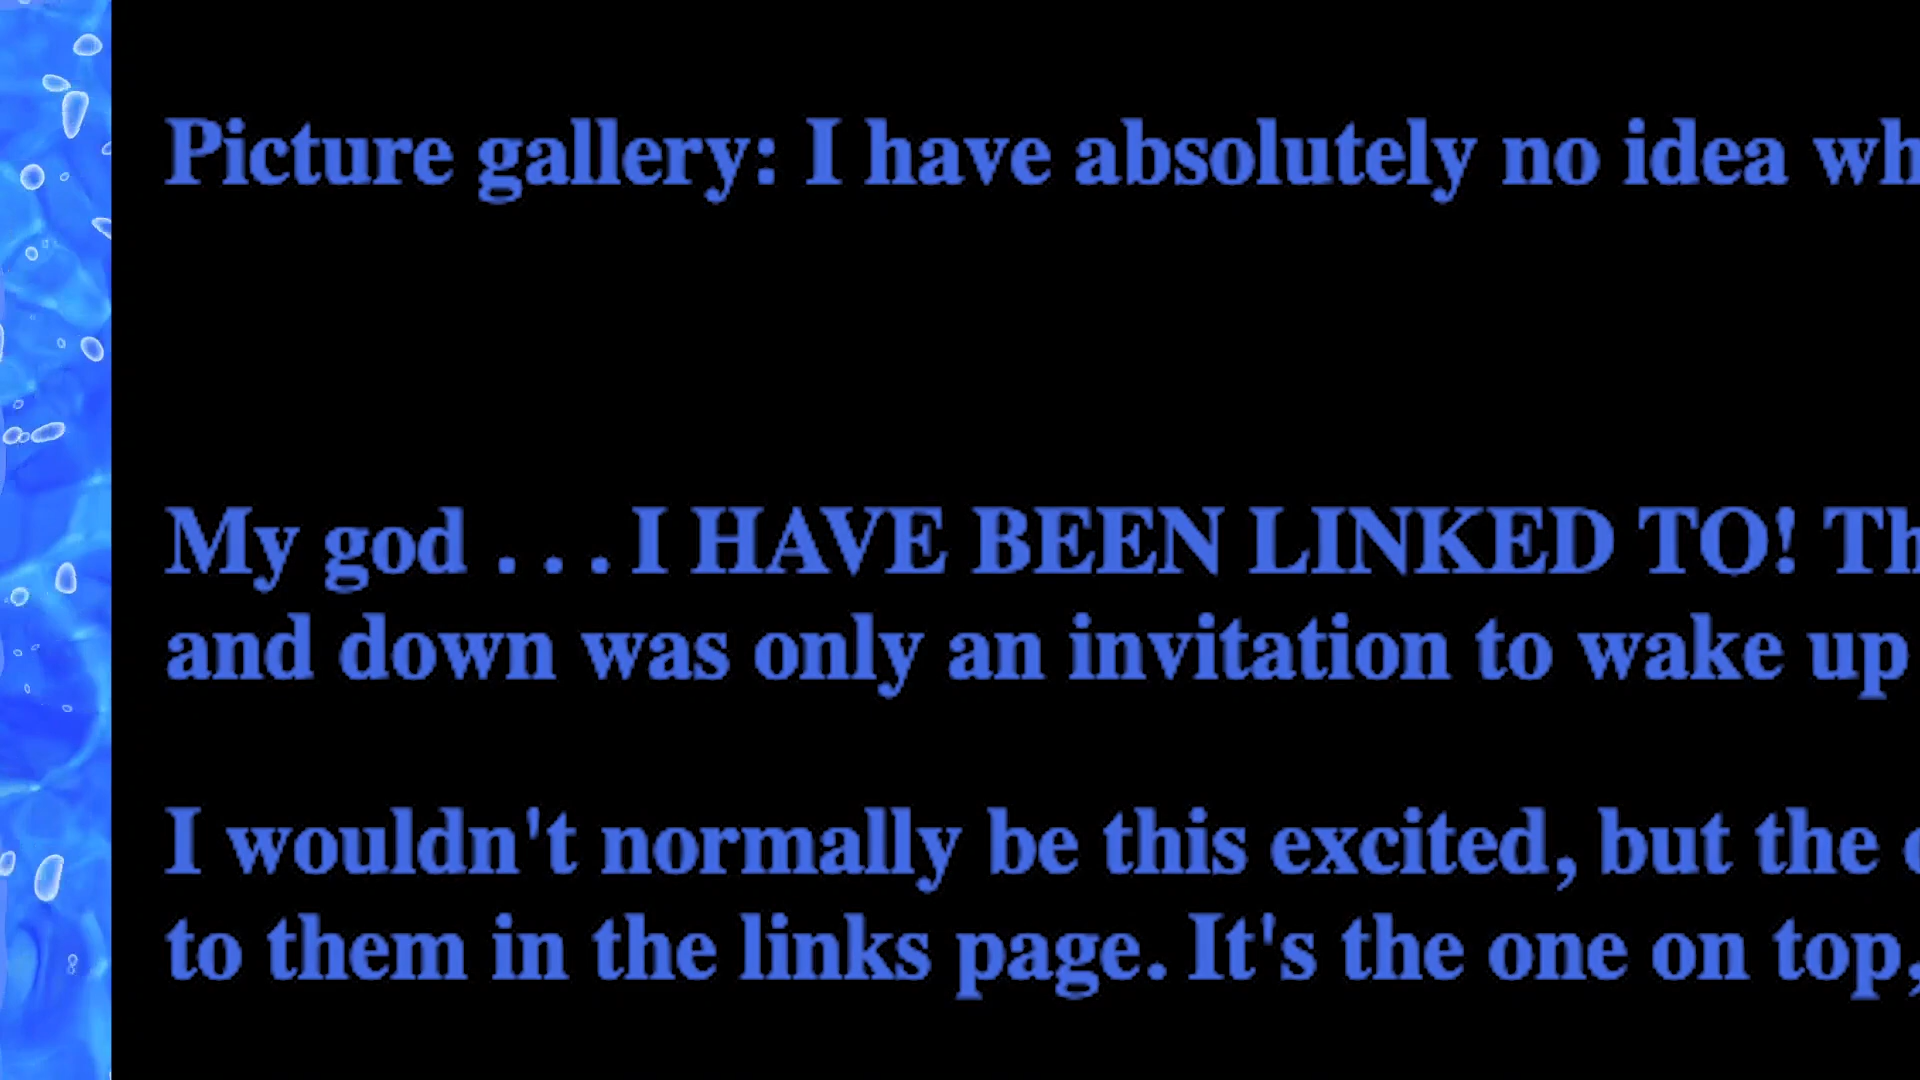 Picture gallery: I have absolutely no idea
My god . . . I HAVE BEEN LINKED TO!
and down was only an invitation to wake up
I wouldn't normally be this excited, but the
to them in the links page. It's the one on top,